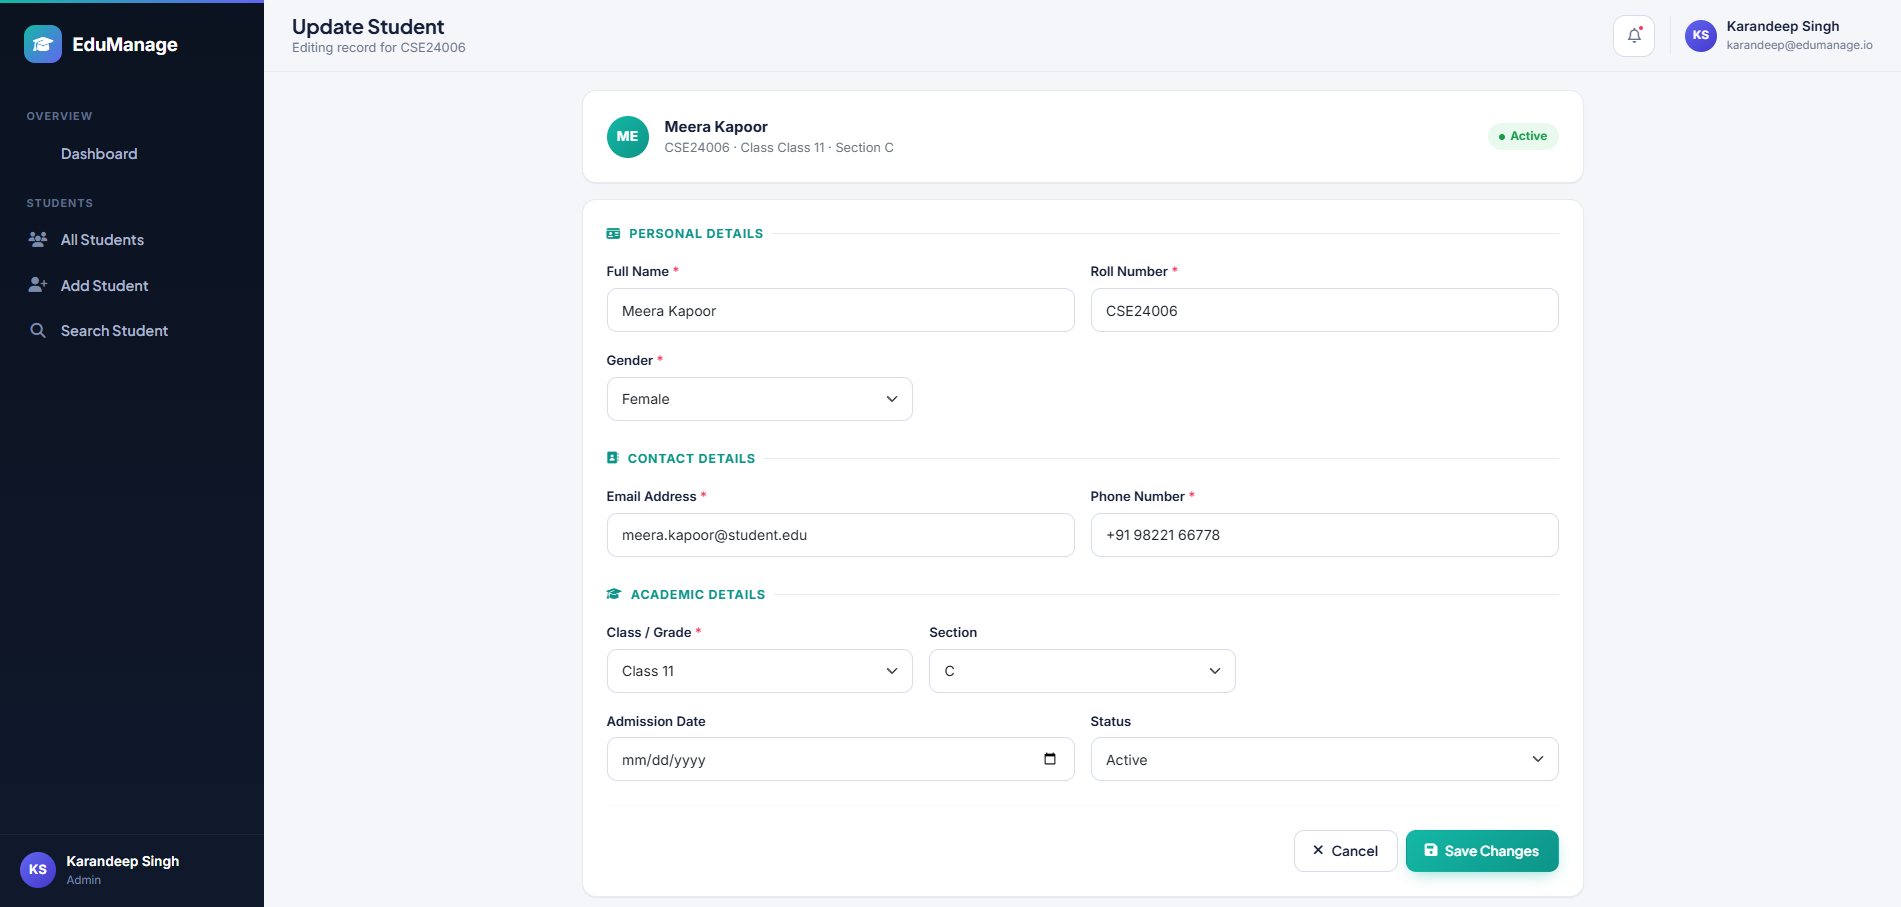 EduManage
OVERVIEW
Dashboard
STUDENTS
All Students
Add Student
Search Student
KS
Karandeep Singh
Admin
Update Student
Editing record for CSE24006
KS
Karandeep Singh
karandeep@edumanage.io
ME
Meera Kapoor
CSE24006 · Class Class 11 · Section C
Active
PERSONAL DETAILS
Full Name * Roll Number *
Meera Kapoor CSE24006
Gender *
Female
CONTACT DETAILS
Email Address * Phone Number *
meera.kapoor@student.edu +91 98221 66778
ACADEMIC DETAILS
Class / Grade * Section
Class 11 C
Admission Date Status
mm/dd/yyyy Active
Cancel Save Changes